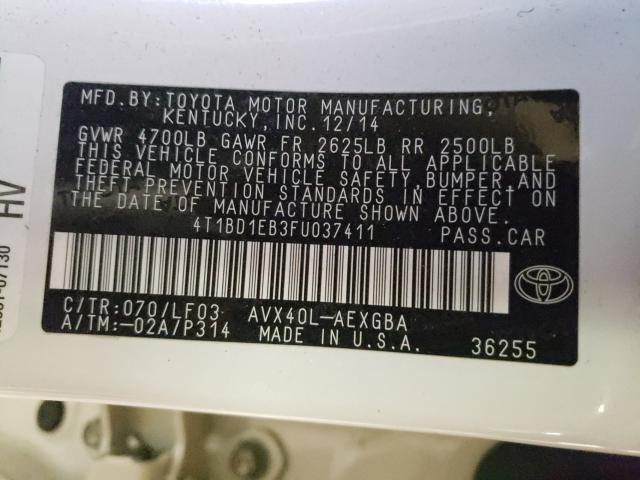 MFD.BY:TOYOTA MOTOR MANUFACTURING,
KENTUCKY,INC.12/14
GVWR 4700LB GAWR FR 2625LB RR 2500LB
THIS VEHICLE CONFORMS TO ALL APPLICABLE
FEDERAL MOTOR VEHICLE SAFETY,BUMPER,AND
THEFT PREVENTION STANDARDS IN EFFECT ON
THE DATE OF MANUFACTURE SHOWN ABOVE.
4T1BD1EB3FU037411 PASS.CAR
C/TR:070/LF03- AVX40L-AEXGBA
A/TM:-02A/P314 MADE IN U.S.A. 36255
HV